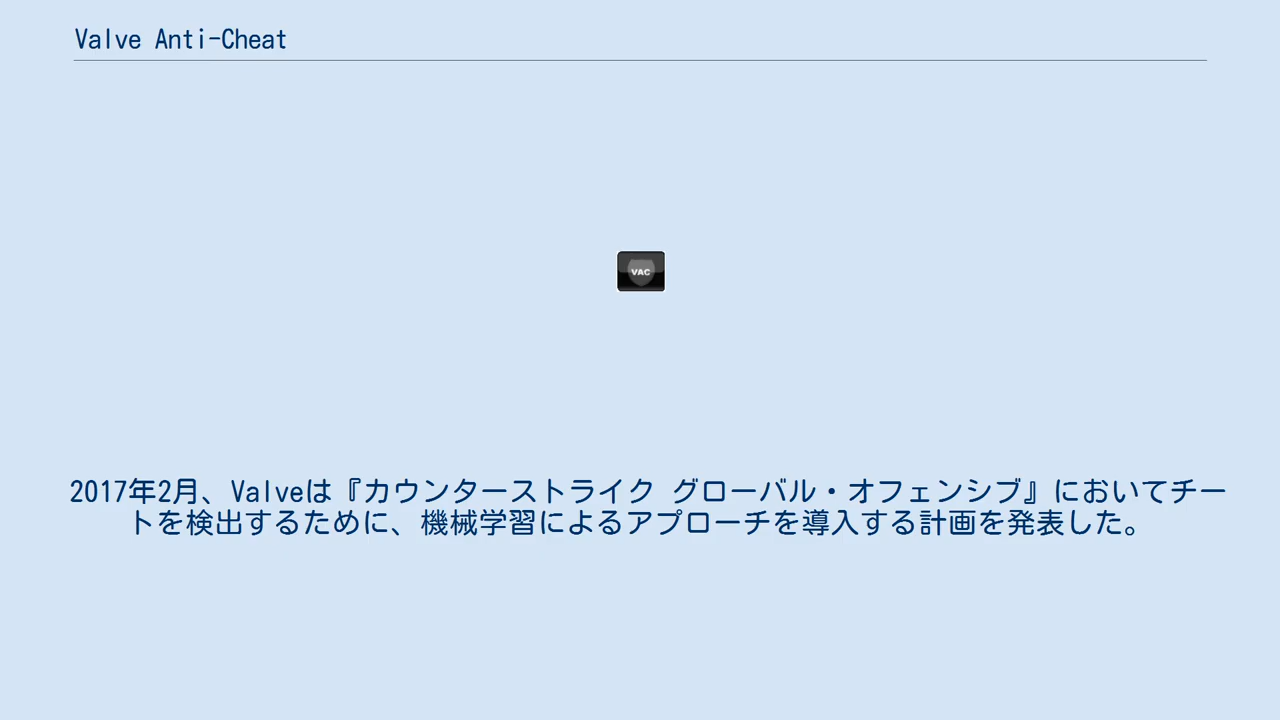 Valve Anti-Cheat
VAC
2017年2月、Valveは『カウンターストライク グローバル・オフェンシブ』においてチー
トを検出するために、機械学習によるアプローチを導入する計画を発表した。